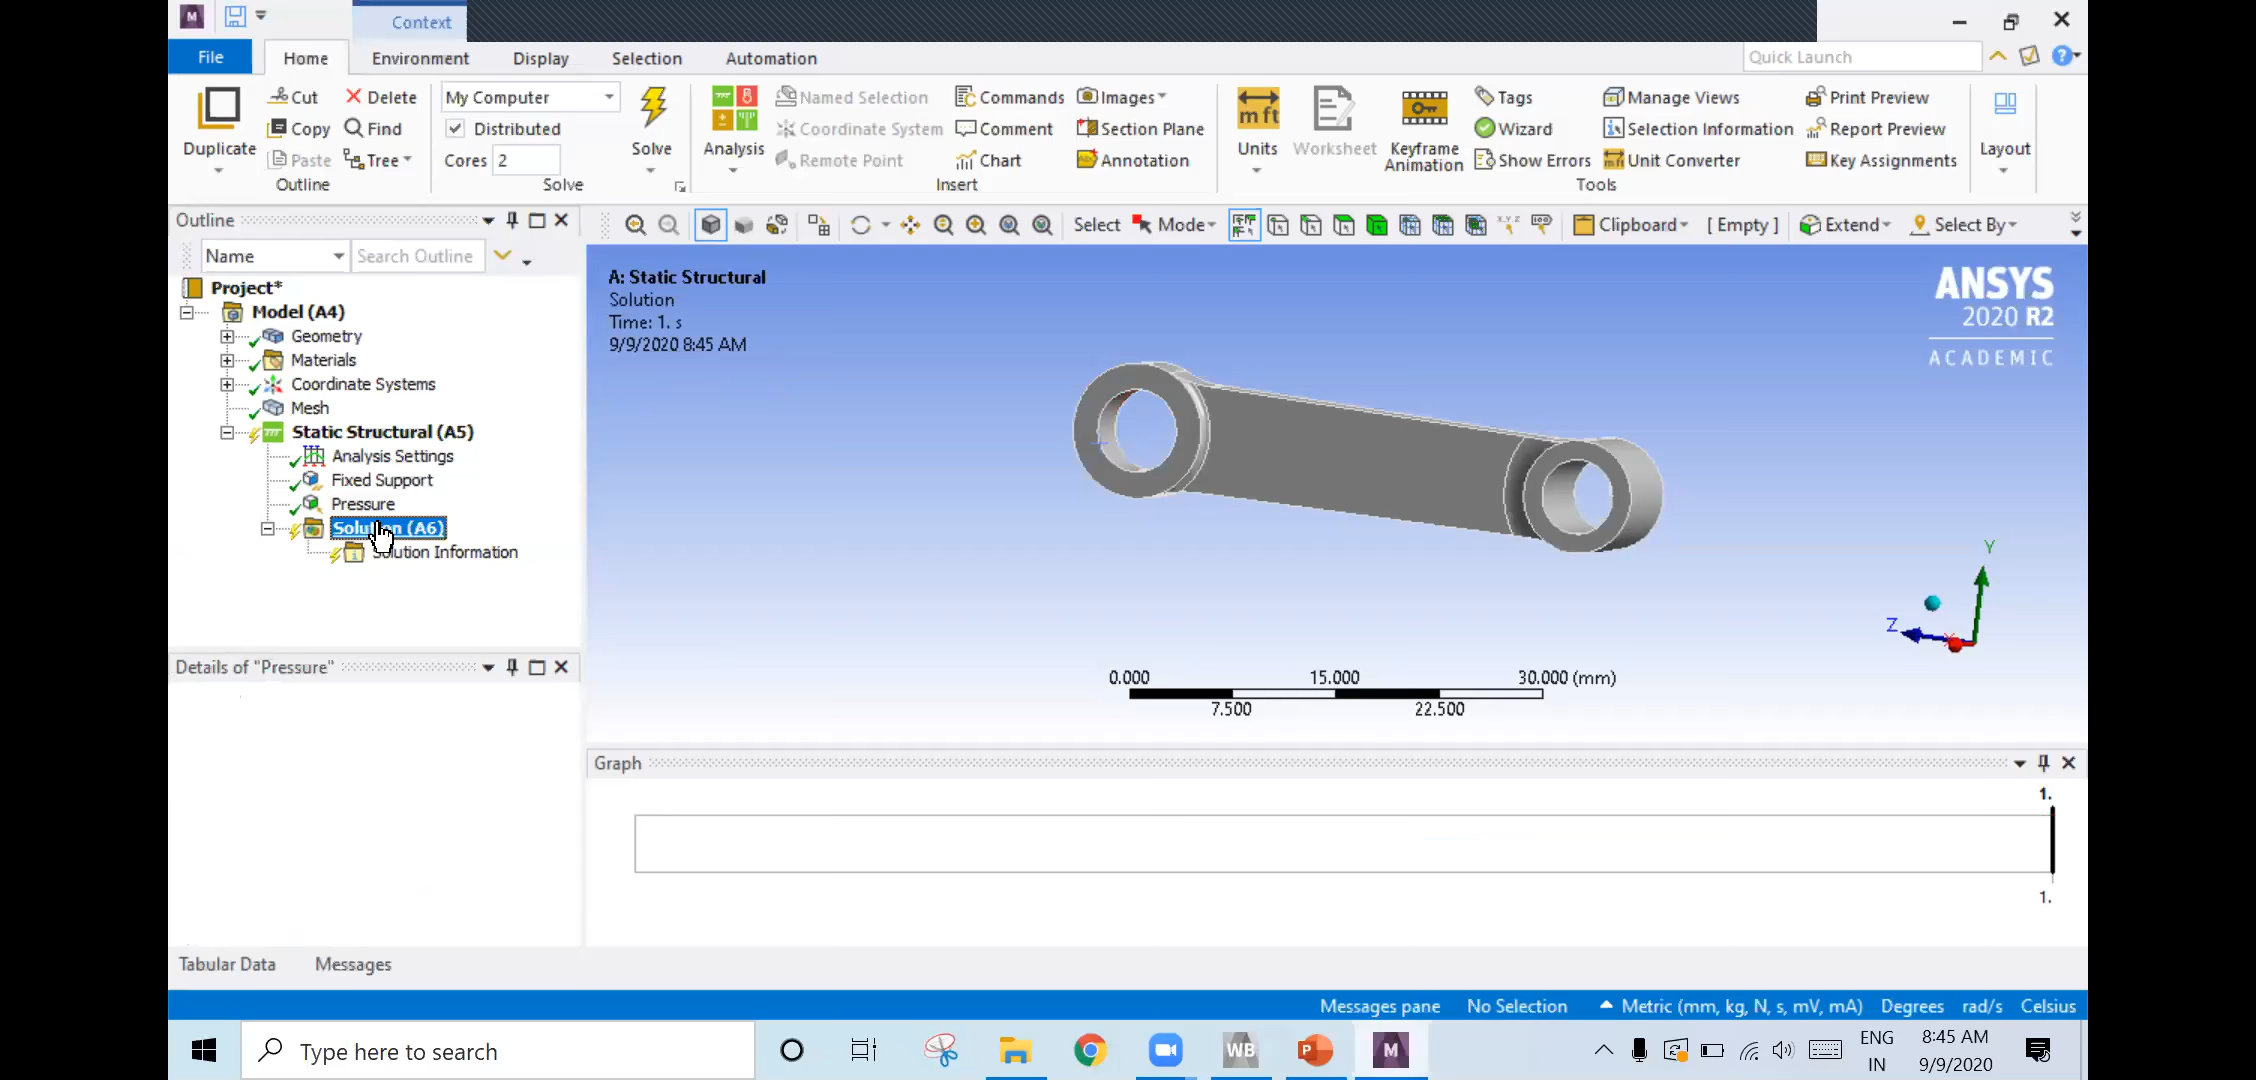 Context
File Home Environment Display Selection Automation Quick Launch
Duplicate Cut Delete My Computer Solve Analysis Named Selection Commands Images Units Worksheet Keyframe Animation Tags Manage Views Print Preview Layout
Copy Find Distributed Coordinate System Comment Section Plane Wizard Selection Information Report Preview
Paste Tree Cores 2 Remote Point Chart Annotation Show Errors Unit Converter Key Assignments
Outline Solve Insert Tools
Outline Select Mode Clipboard [ Empty ] Extend Select By
Name Search Outline
Project*
Model (A4)
Geometry
Materials
Coordinate Systems
Mesh
Static Structural (A5)
Analysis Settings
Fixed Support
Pressure
Solution (A6)
Solution Information
A: Static Structural
Solution
Time: 1. s
9/9/2020 8:45 AM
ANSYS
2020 R2
ACADEMIC
Y
Z
0.000 15.000 30.000 (mm)
7.500 22.500
Details of "Pressure"
Graph
1.
1.
Tabular Data Messages
Messages pane No Selection Metric (mm, kg, N, s, mV, mA) Degrees rad/s Celsius
Type here to search
WB
P
M
ENG
IN
8:45 AM
9/9/2020